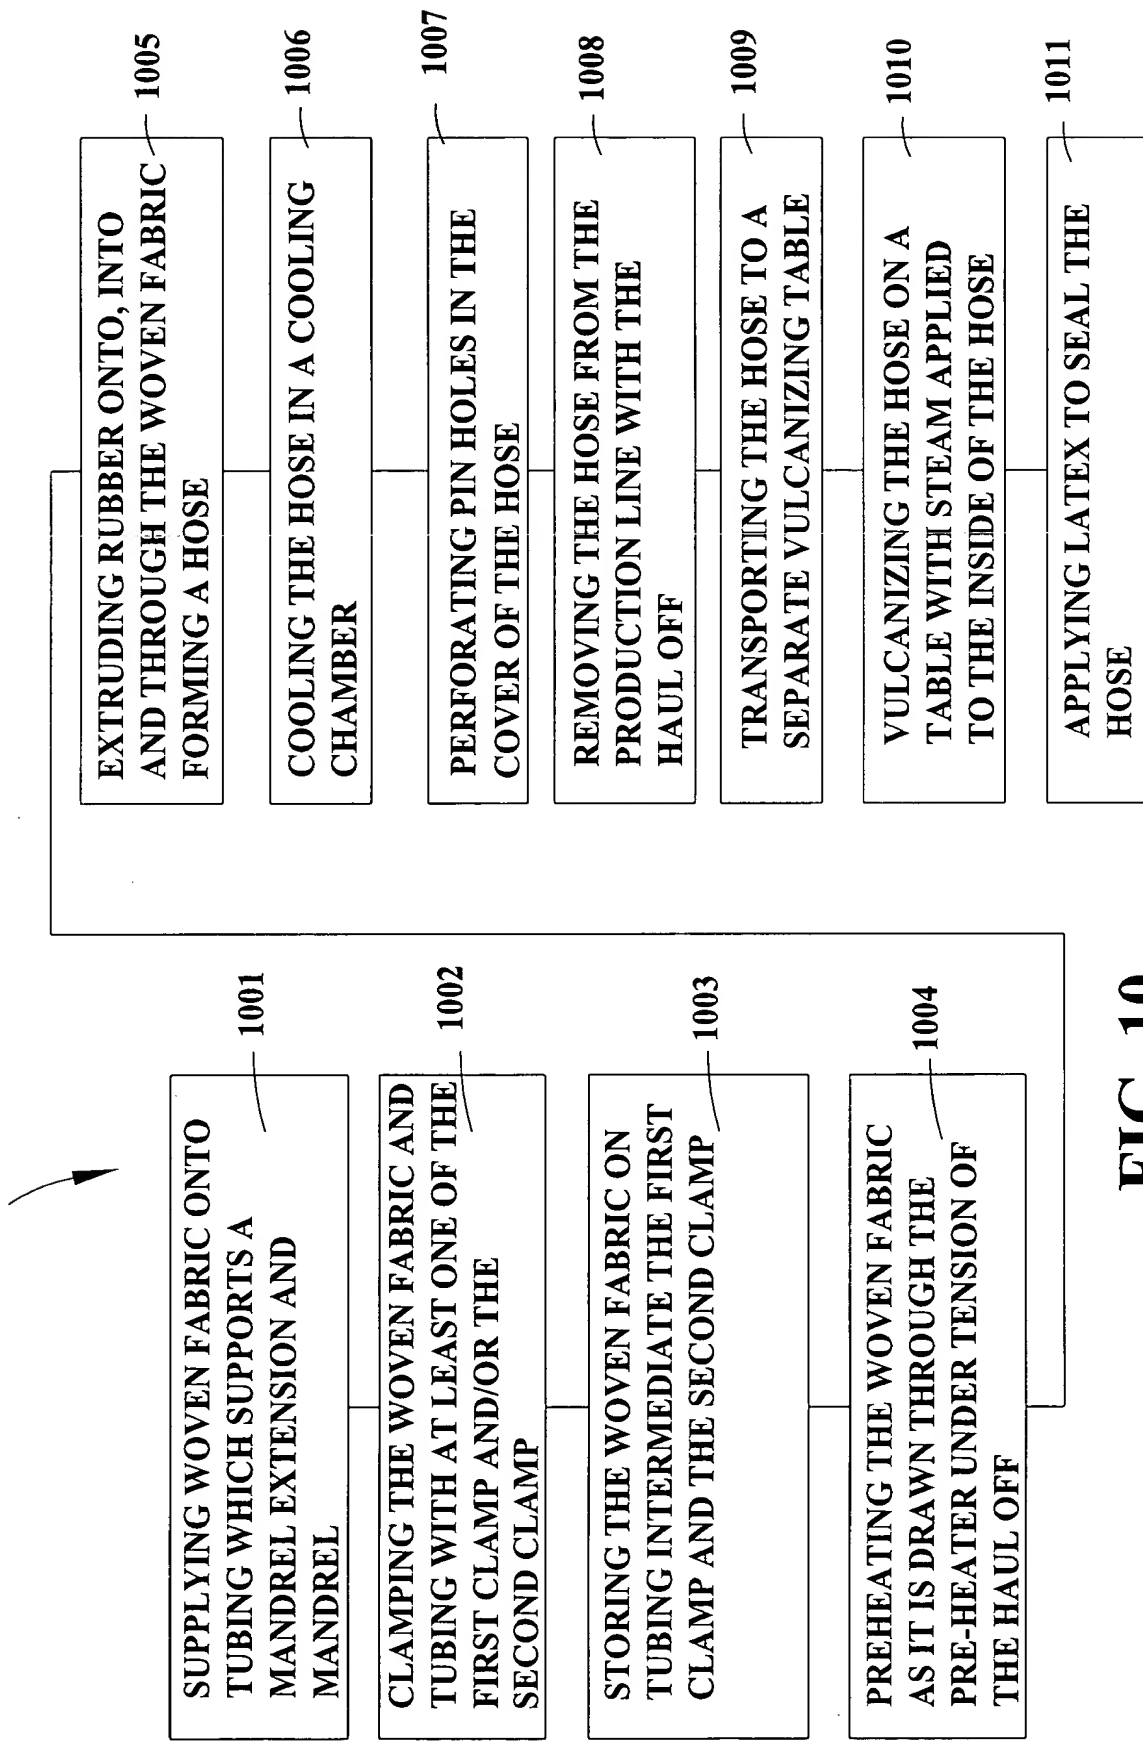 SUPPLYING WOVEN FABRIC ONTO
TUBING WHICH SUPPORTS A
MANDREL EXTENSION AND
MANDREL
1001
CLAMPING THE WOVEN FABRIC AND
TUBING WITH AT LEAST ONE OF THE
FIRST CLAMP AND/OR THE
SECOND CLAMP
1002
STORING THE WOVEN FABRIC ON
TUBING INTERMEDIATE THE FIRST
CLAMP AND THE SECOND CLAMP
1003
PREHEATING THE WOVEN FABRIC
AS IT IS DRAWN THROUGH THE
PRE-HEATER UNDER TENSION OF
THE HAUL OFF
1004
EXTRUDING RUBBER ONTO, INTO
AND THROUGH THE WOVEN FABRIC
FORMING A HOSE
1005
COOLING THE HOSE IN A COOLING
CHAMBER
1006
PERFORATING PIN HOLES IN THE
COVER OF THE HOSE
1007
REMOVING THE HOSE FROM THE
PRODUCTION LINE WITH THE
HAUL OFF
1008
TRANSPORTING THE HOSE TO A
SEPARATE VULCANIZING TABLE
1009
VULCANIZING THE HOSE ON A
TABLE WITH STEAM APPLIED
TO THE INSIDE OF THE HOSE
1010
APPLYING LATEX TO SEAL THE
HOSE
1011
FIG. 10